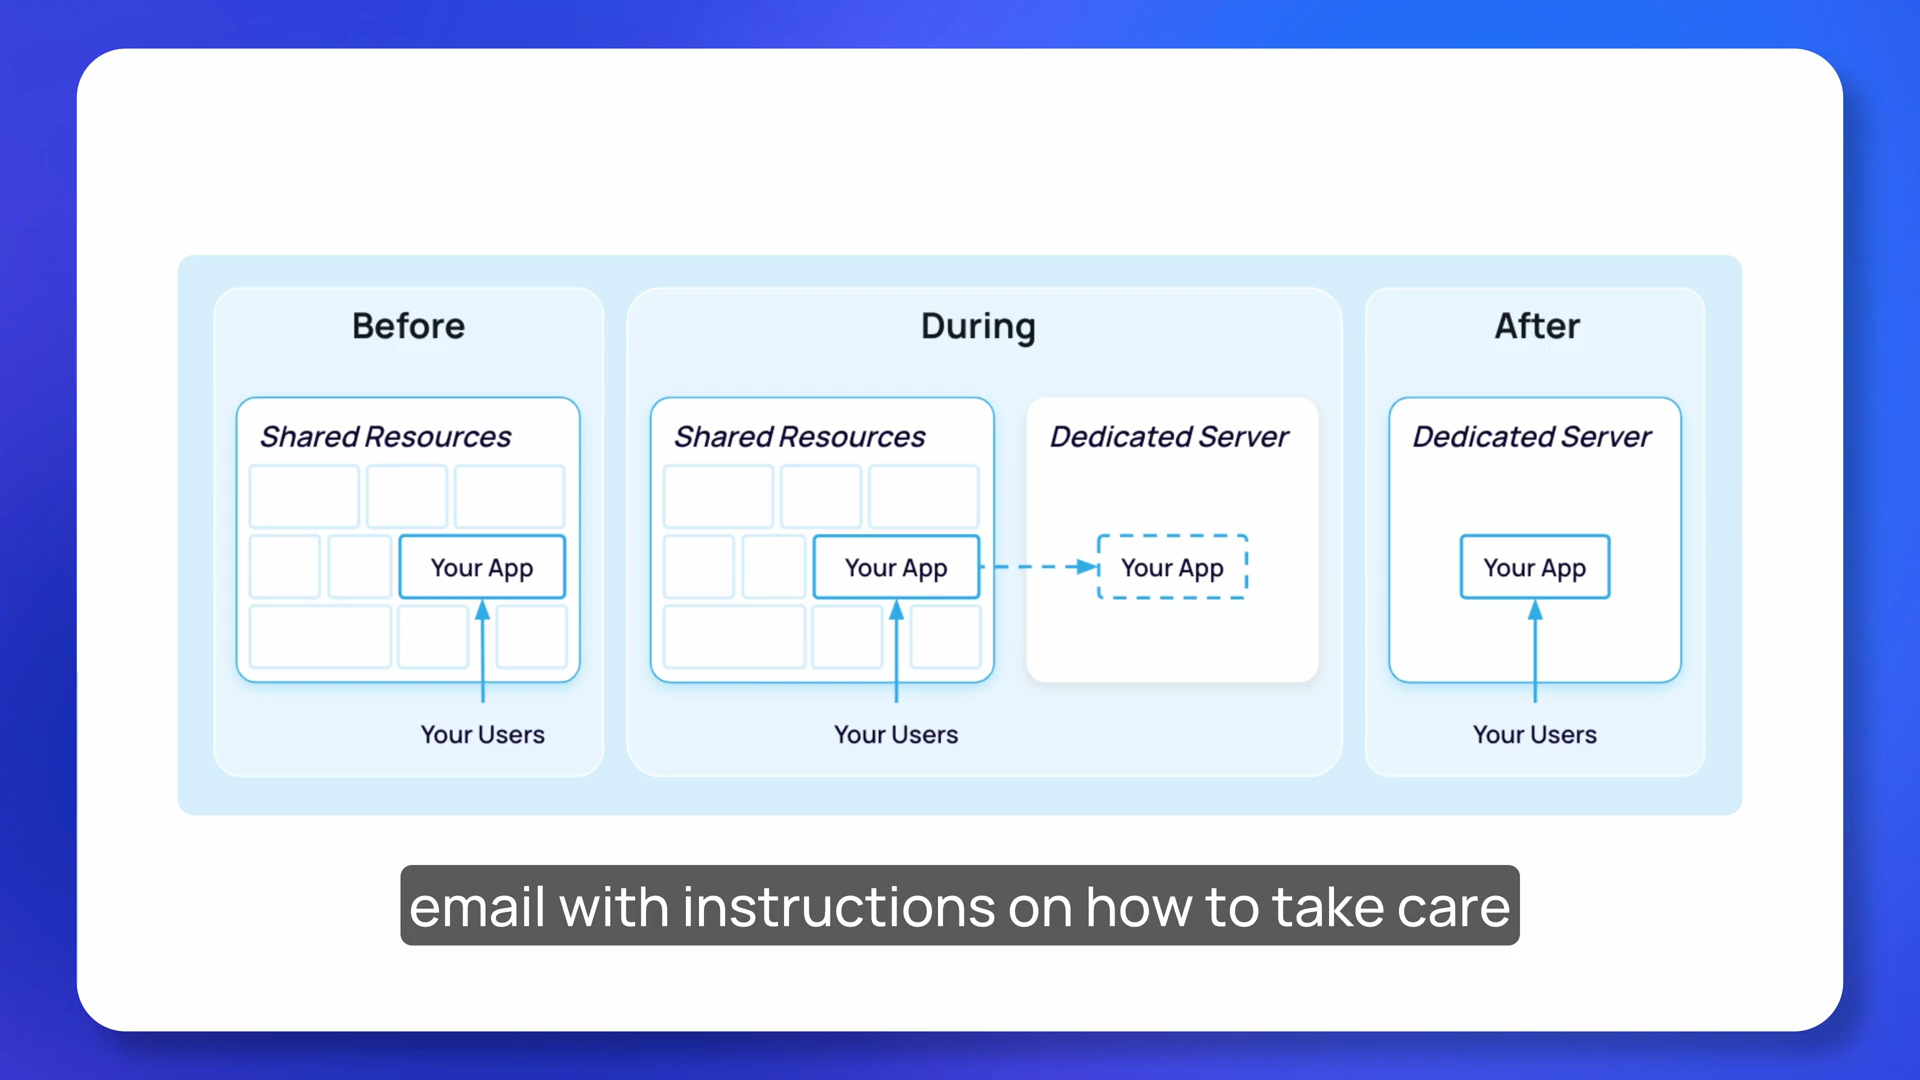 Before
Shared Resources
Your App
Your Users
During
Shared Resources
Your App
Your Users
Dedicated Server
Your App
After
Dedicated Server
Your App
Your Users
email with instructions on how to take care